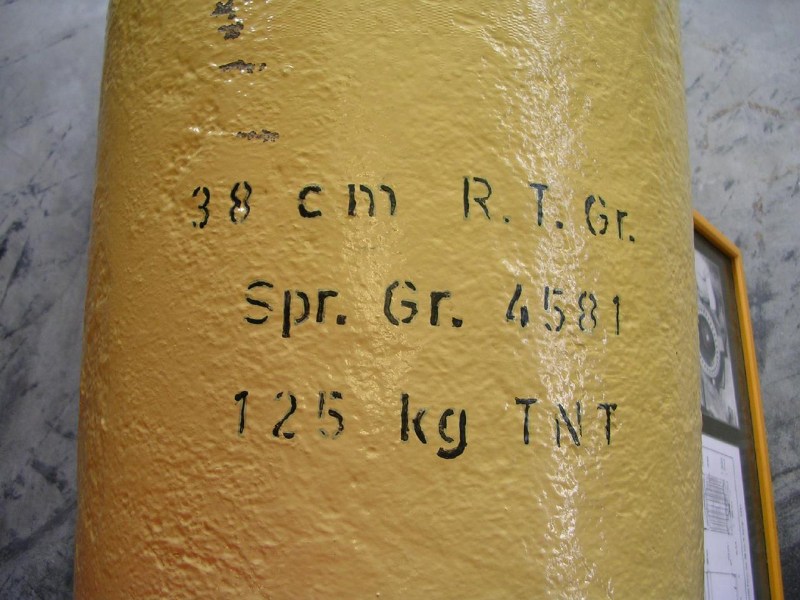 38 cm R.T.Gr.
Spr. Gr. 4581
125 kg TNT